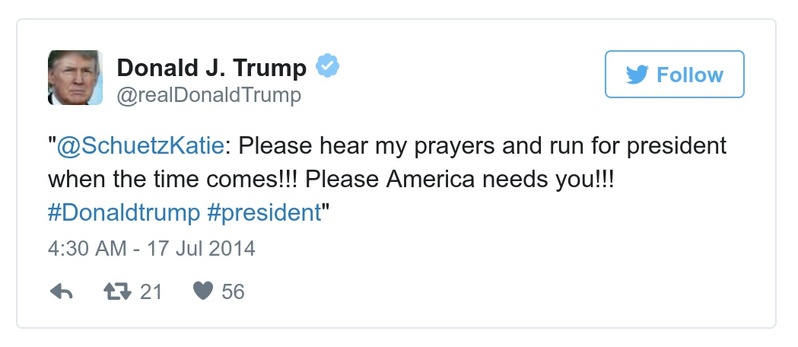 Donald J. Trump
@realDonaldTrump
Follow
"@SchuetzKatie: Please hear my prayers and run for president
when the time comes!!! Please America needs you!!!
#Donaldtrump #president"
4:30 AM - 17 Jul 2014
21 56